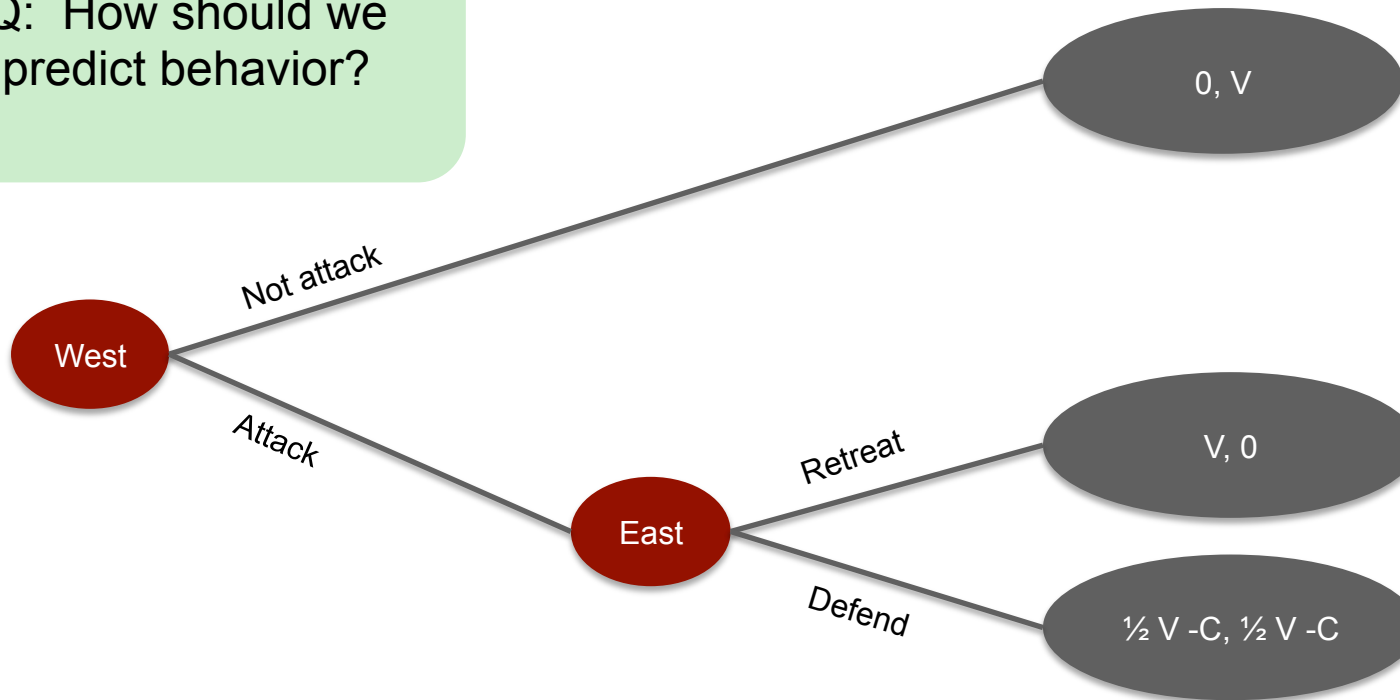 Q: How should we
predict behavior?
0, V
Not attack
West
Attack
Retreat
V, 0
East
Defend
½ V -C, ½ V -C